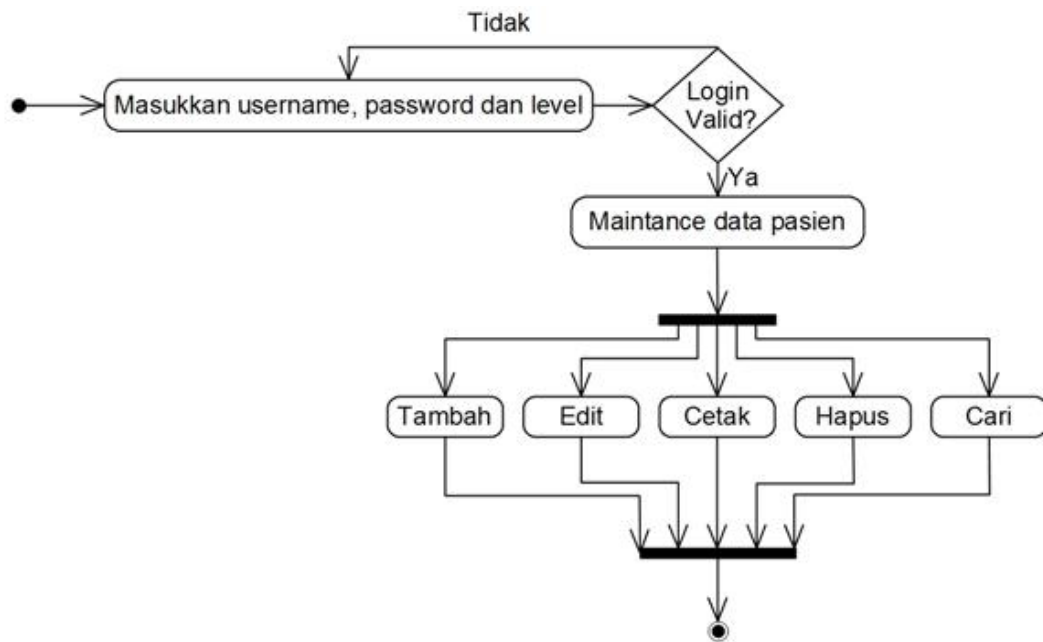 Tidak
Masukkan username, password dan level
Login
Valid?
Ya
Maintance data pasien
Tambah
Edit
Cetak
Hapus
Cari